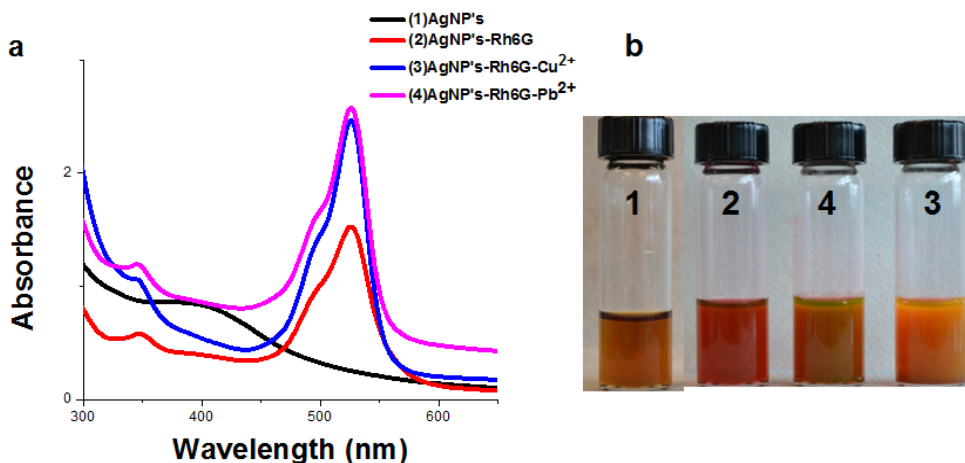 a
(1)AgNP's
(2)AgNP's-Rh6G
(3)AgNP's-Rh6G-Cu²⁺
(4)AgNP's-Rh6G-Pb²⁺
Absorbance
2
0
300
400
500
600
Wavelength (nm)
b
1
2
4
3